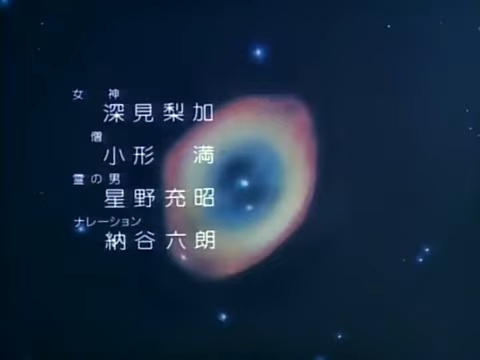 女神
深見梨加
僧
小形 満
霊の男
星野充昭
ナレーション
納谷六朗